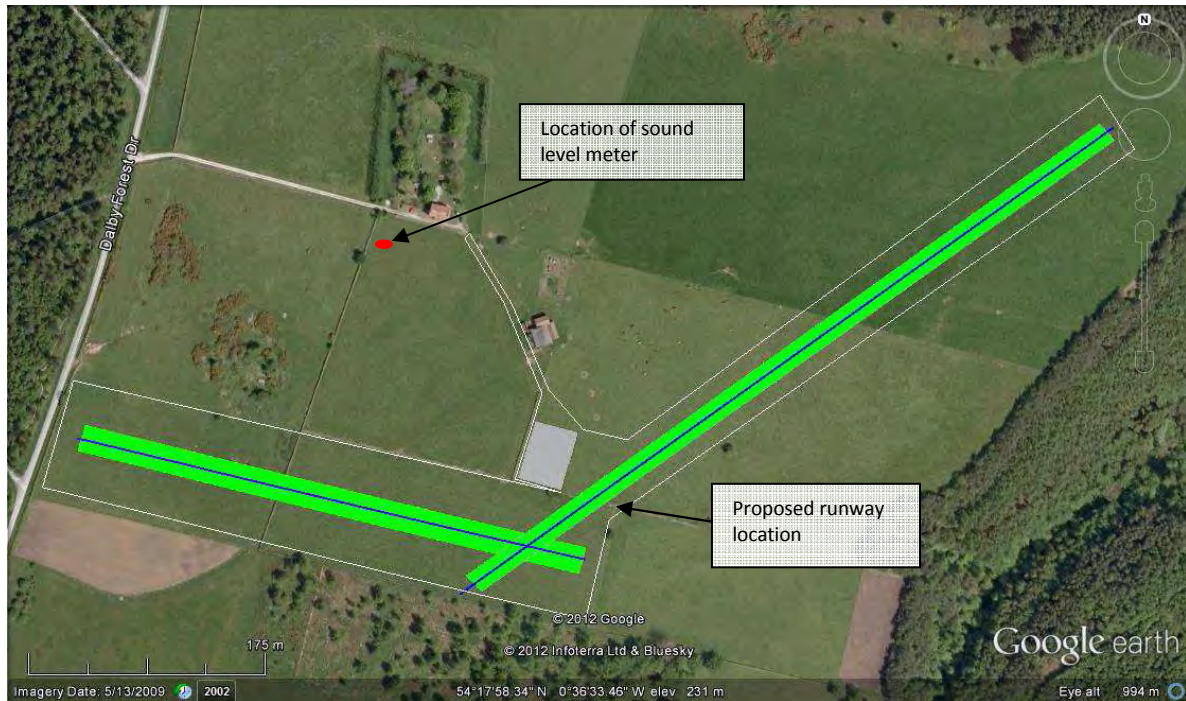 N
Location of sound
level meter
Dalby Forest Dr
Proposed runway
location
© 2012 Google
175 m
© 2012 Infoterra Ltd & Bluesky
Google earth
Imagery Date: 5/13/2009 2002 54°17'58.34" N 0°36'33.46" W elev 231 m Eye alt 994 m